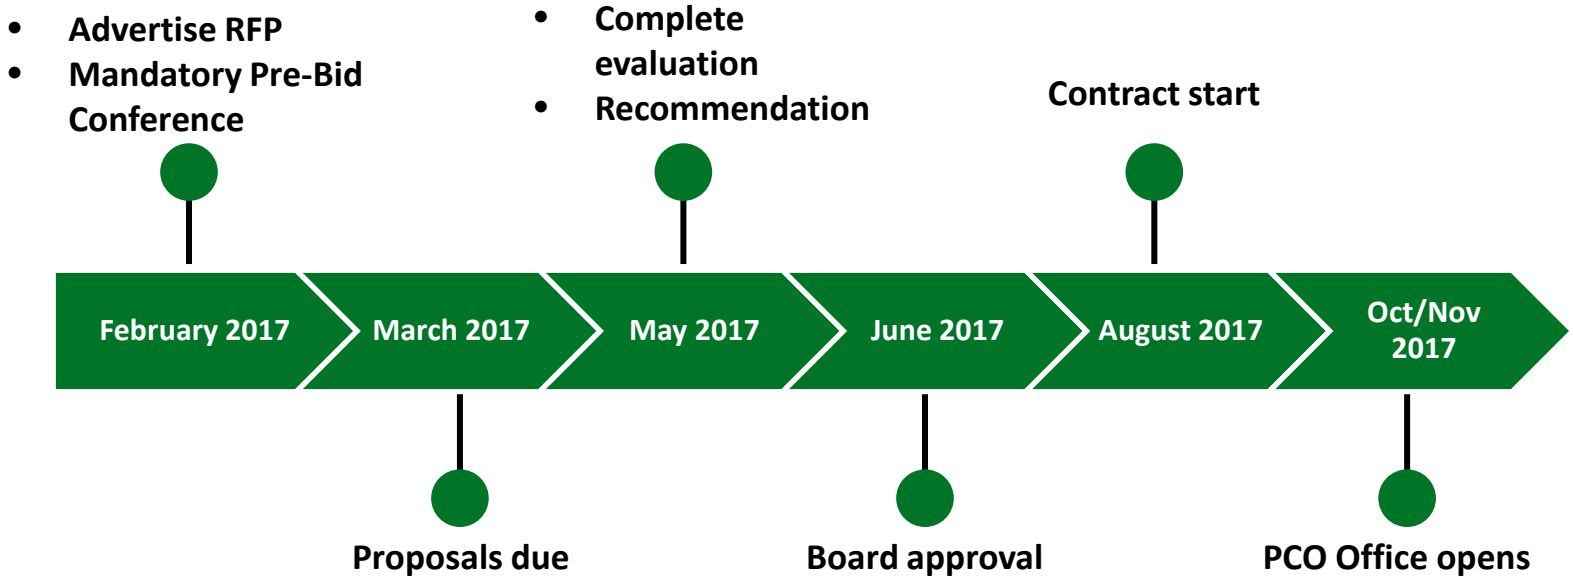 • Advertise RFP
• Mandatory Pre-Bid
Conference
• Complete
evaluation
• Recommendation
Contract start
February 2017
March 2017
May 2017
June 2017
August 2017
Oct/Nov
2017
Proposals due
Board approval
PCO Office opens